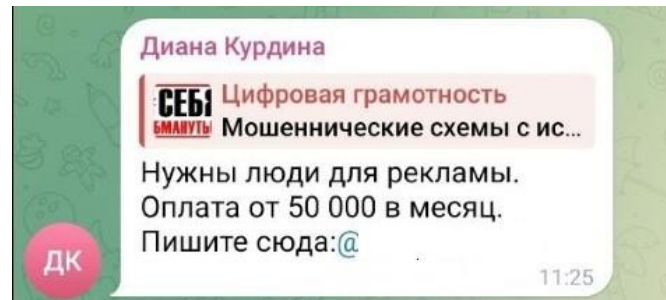 Диана Курдина
СЕБЯ
БМАНУТЬ
Цифровая грамотность
Мошеннические схемы с ис...
Нужны люди для рекламы.
Оплата от 50 000 в месяц.
Пишите сюда:@
ДК
11:25